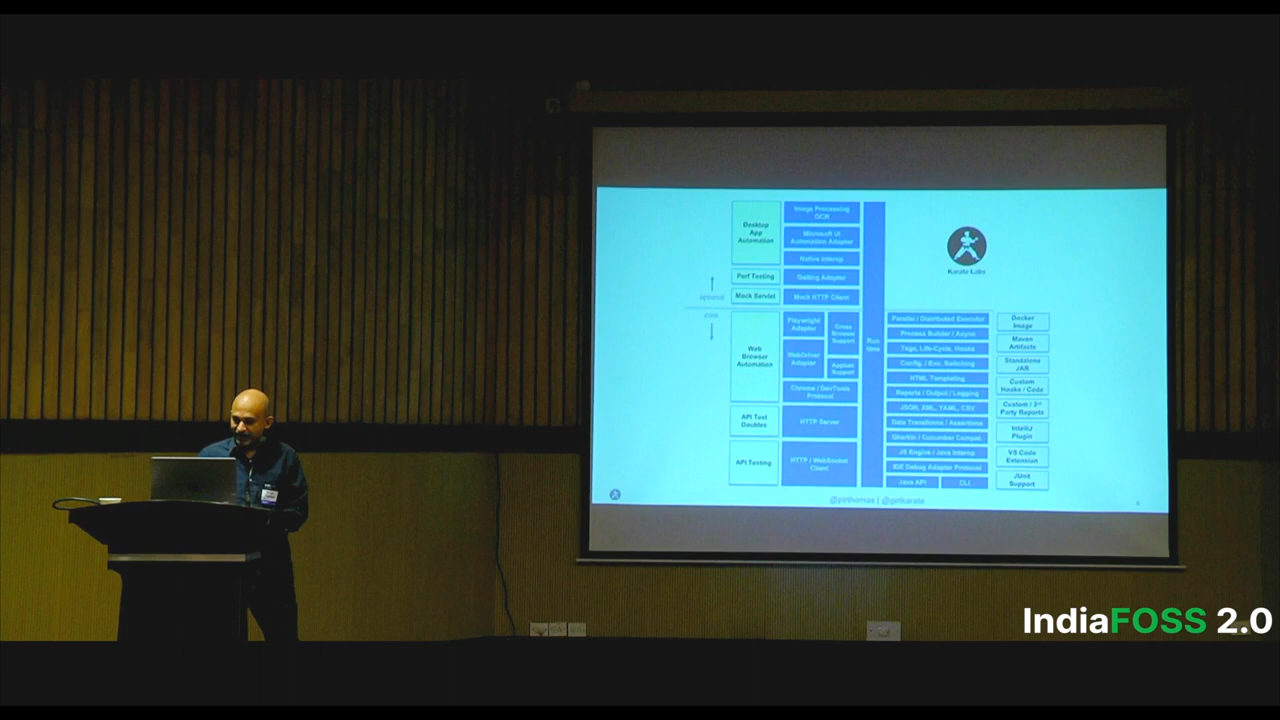 Desktop
App
Automation
Image Processing
OCR
Microsoft UI
Automation Adapter
Native Interop
Perf Testing
Gatling Adapter
Mock Servlet
Mock HTTP Client
optional
core
Web
Browser
Automation
Playwright
Adapter
Cross
Browser
Support
WebDriver
Adapter
Appium
Support
Chrome / DevTools
Protocol
API Test
Doubles
HTTP Server
API Testing
HTTP / WebSocket
Client
Run
time
Karate Labs
Parallel / Distributed Executor
Process Builder / Async
Tags, Life-Cycle, Hooks
Config. / Env. Switching
HTML Templating
Reports / Output / Logging
JSON, XML, YAML, CSV
Data Transforms / Assertions
Gherkin / Cucumber Compat.
JS Engine / Java Interop
IDE Debug Adapter Protocol
Java API
CLI
Docker
Image
Maven
Artifacts
Standalone
JAR
Custom
Hooks / Code
Custom / 3rd
Party Reports
IntelliJ
Plugin
VS Code
Extension
JUnit
Support
@ptrthomas | @getkarate
IndiaFOSS 2.0